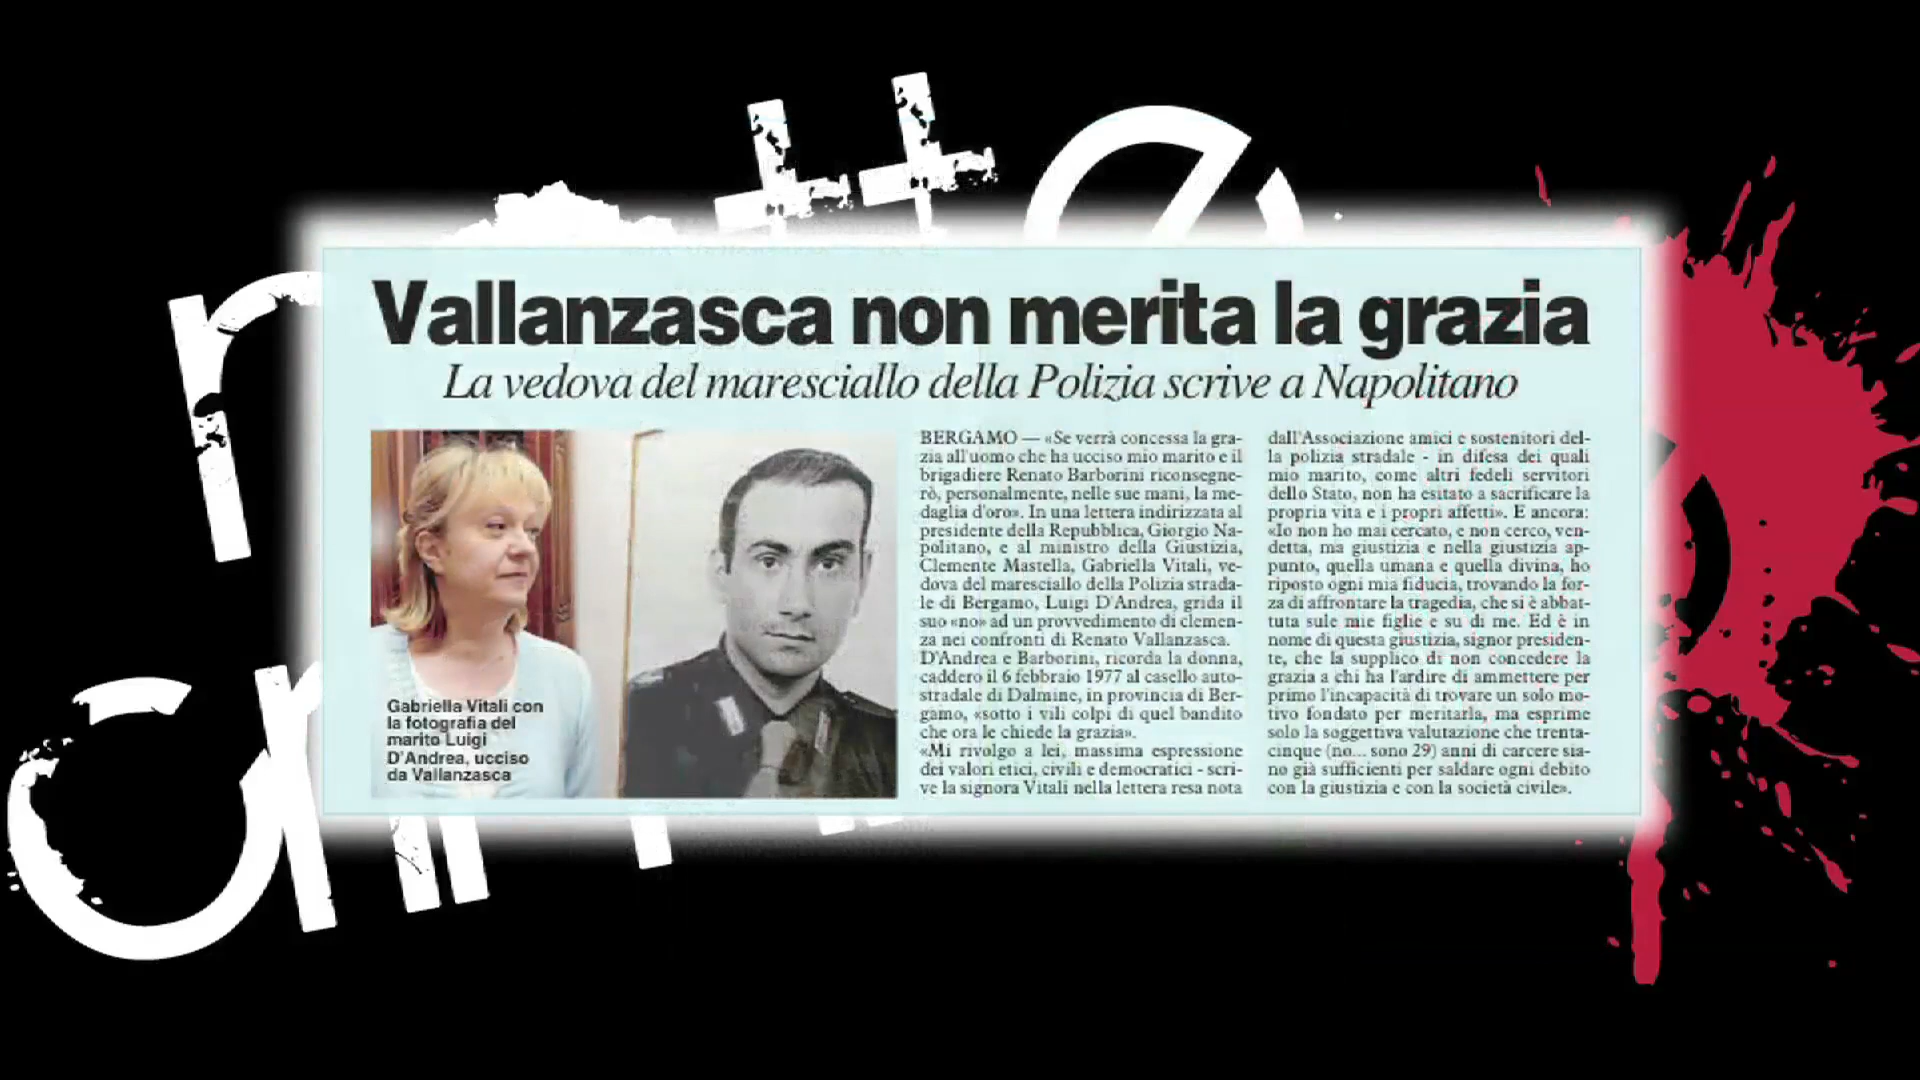 notte
Vallanzasca non merita la grazia
La vedova del maresciallo della Polizia scrive a Napolitano
Gabriella Vitali con
la fotografia del
marito Luigi
D'Andrea, ucciso
da Vallanzasca
BERGAMO — «Se verrà concessa la gra-
zia all'uomo che ha ucciso mio marito e il
brigadiere Renato Barborini riconsegne-
rò, personalmente, nelle sue mani, la me-
daglia d'oro». In una lettera indirizzata al
presidente della Repubblica, Giorgio Na-
politano, e al ministro della Giustizia,
Clemente Mastella, Gabriella Vitali, ve-
dova del maresciallo della Polizia strada-
le di Bergamo, Luigi D'Andrea, grida il
suo «no» ad un provvedimento di clemen-
za nei confronti di Renato Vallanzasca.
D'Andrea e Barborini, ricorda la donna,
caddero il 6 febbraio 1977 al casello auto-
stradale di Dalmine, in provincia di Ber-
gamo, «sotto i vili colpi di quel bandito
che ora le chiede la grazia».
«Mi rivolgo a lei, massima espressione
dei valori etici, civili e democratici - scri-
ve la signora Vitali nella lettera resa nota
dall'Associazione amici e sostenitori del-
la polizia stradale - in difesa dei quali
mio marito, come altri fedeli servitori
dello Stato, non ha esitato a sacrificare la
propria vita e i propri affetti». E ancora:
«Io non ho mai cercato, e non cerco, ven-
detta, ma giustizia e nella giustizia ap-
punto, quella umana e quella divina, ho
riposto ogni mia fiducia, trovando la for-
za di affrontare la tragedia, che si è abbat-
tuta sule mie figlie e su di me. Ed è in
nome di questa giustizia, signor presiden-
te, che la supplico di non concedere la
grazia a chi ha l'ardire di ammettere per
primo l'incapacità di trovare un solo mo-
tivo fondato per meritarla, ma esprime
solo la soggettiva valutazione che trenta-
cinque (no... sono 29) anni di carcere sia-
no già sufficienti per saldare ogni debito
con la giustizia e con la società civile».